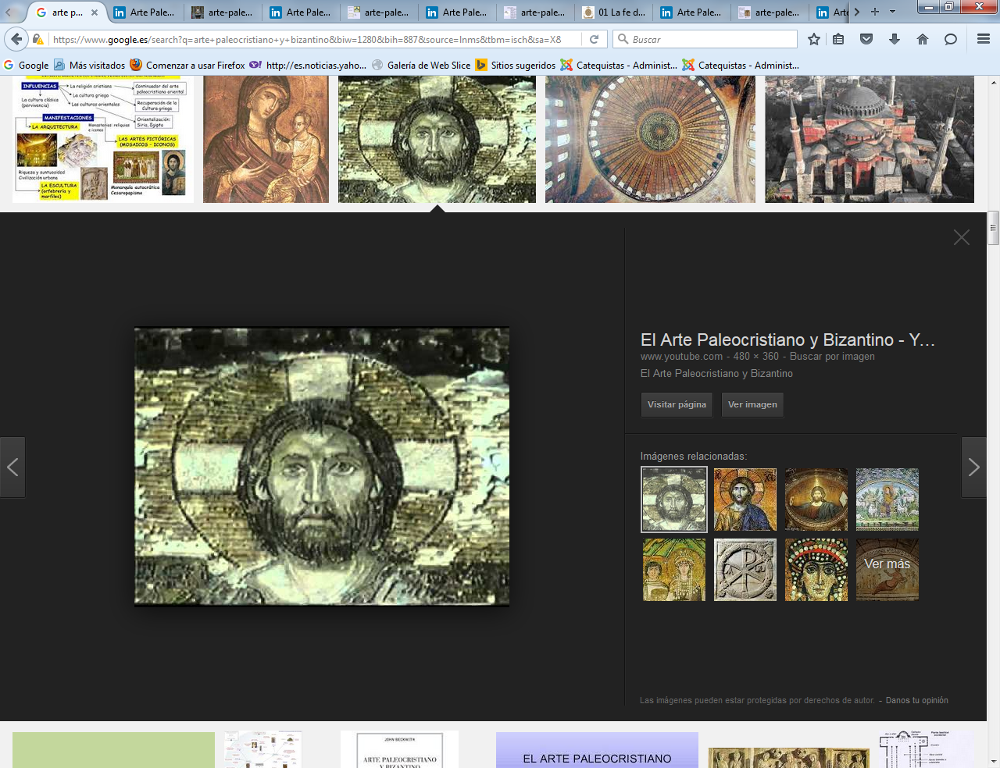 arte p...
Arte Pale...
arte-pale...
Arte Pale...
arte-pale...
Arte Pale...
arte-pale...
01 La fe d...
Arte Pale...
arte-pale...
Arte
https://www.google.es/search?q=arte+paleocristiano+y+bizantino&biw=1280&bih=887&source=lnms&tbm=isch&sa=X8
Buscar
Google
Más visitados
Comenzar a usar Firefox
http://es.noticias.yaho...
Galería de Web Slice
Sitios sugeridos
Catequistas - Administ...
Catequistas - Administ...
INFLUENCIAS
La religión cristiana
Continuador del arte
paleocristiano oriental
La cultura clásica
(pervivencia)
La cultura griega
Recuperación de la
Cultura griega
Las culturas orientales
Orientalización:
Siria, Egipto
MANIFESTACIONES
LA ARQUITECTURA
Monasterios: reliquias
e iconos
LAS ARTES PICTÓRICAS
(MOSAICOS - ICONOS)
Riqueza y suntuosidad
Civilización urbana
LA ESCULTURA
(orfebrería y
marfiles)
Monarquía autocrática
Cesaropapismo
El Arte Paleocristiano y Bizantino - Y...
www.youtube.com - 480 × 360 - Buscar por imagen
El Arte Paleocristiano y Bizantino
Visitar página
Ver imagen
Imágenes relacionadas:
Ver más
Las imágenes pueden estar protegidas por derechos de autor. - Danos tu opinión
JOHN BECKWITH
ARTE PALEOCRISTIANO
Y BIZANTINO
EL ARTE PALEOCRISTIANO